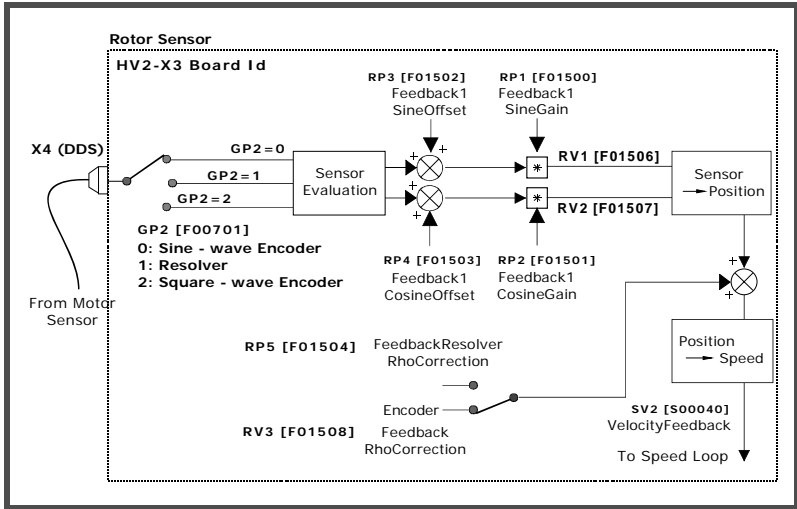 Rotor Sensor
HV2-X3 Board Id
RP3 [F01502]
Feedback1
SineOffset
RP1 [F01500]
Feedback1
SineGain
X4 (DDS)
GP2=0
GP2=1
GP2=2
Sensor
Evaluation
+
+
+
+
*
*
RV1 [F01506]
RV2 [F01507]
Sensor
Position
GP2 [F00701]
0: Sine - wave Encoder
1: Resolver
2: Square - wave Encoder
RP4 [F01503]
Feedback1
CosineOffset
RP2 [F01501]
Feedback1
CosineGain
+
+
From Motor
Sensor
RP5 [F01504]
FeedbackResolver
RhoCorrection
Position
Speed
Encoder
RV3 [F01508]
Feedback
RhoCorrection
SV2 [S00040]
VelocityFeedback
To Speed Loop